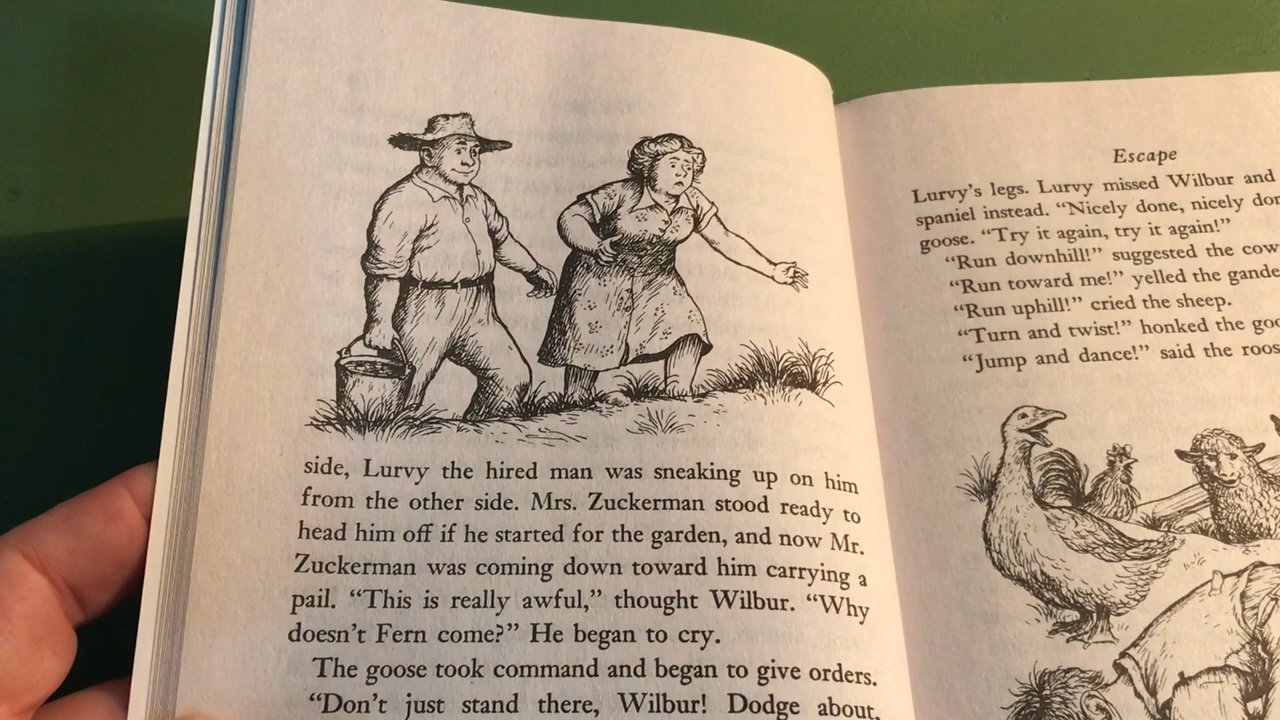 side, Lurvy the hired man was sneaking up on him
from the other side. Mrs. Zuckerman stood ready to
head him off if he started for the garden, and now Mr.
Zuckerman was coming down toward him carrying a
pail. “This is really awful,” thought Wilbur. “Why
doesn’t Fern come?” He began to cry.
The goose took command and began to give orders.
“Don’t just stand there, Wilbur! Dodge about,
Escape
Lurvy’s legs. Lurvy missed Wilbur and
spaniel instead. “Nicely done, nicely
goose. “Try it again, try it again!”
“Run downhill!” suggested the
“Run toward me!” yelled the
“Run uphill!” cried the sheep.
“Turn and twist!” honked the
“Jump and dance!” said the